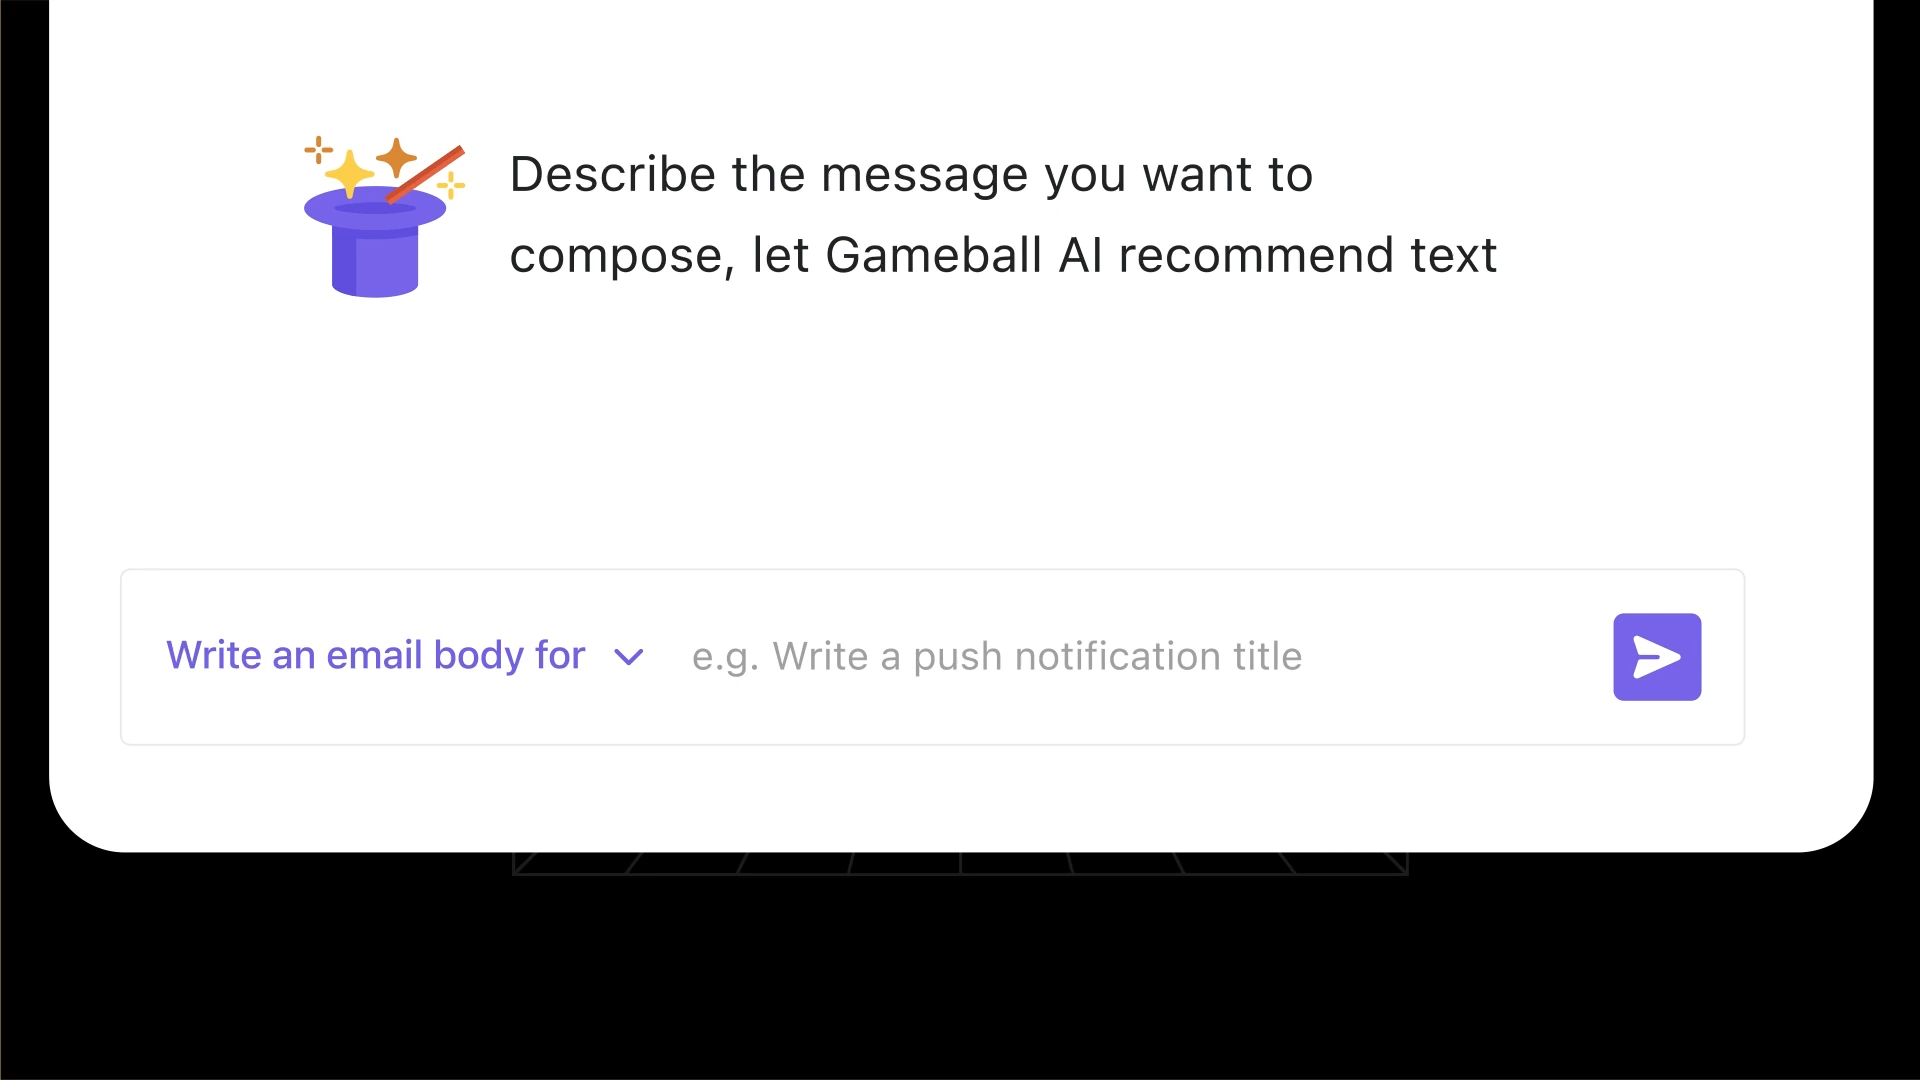 Describe the message you want to
compose, let Gameball AI recommend text
Write an email body for
e.g. Write a push notification title